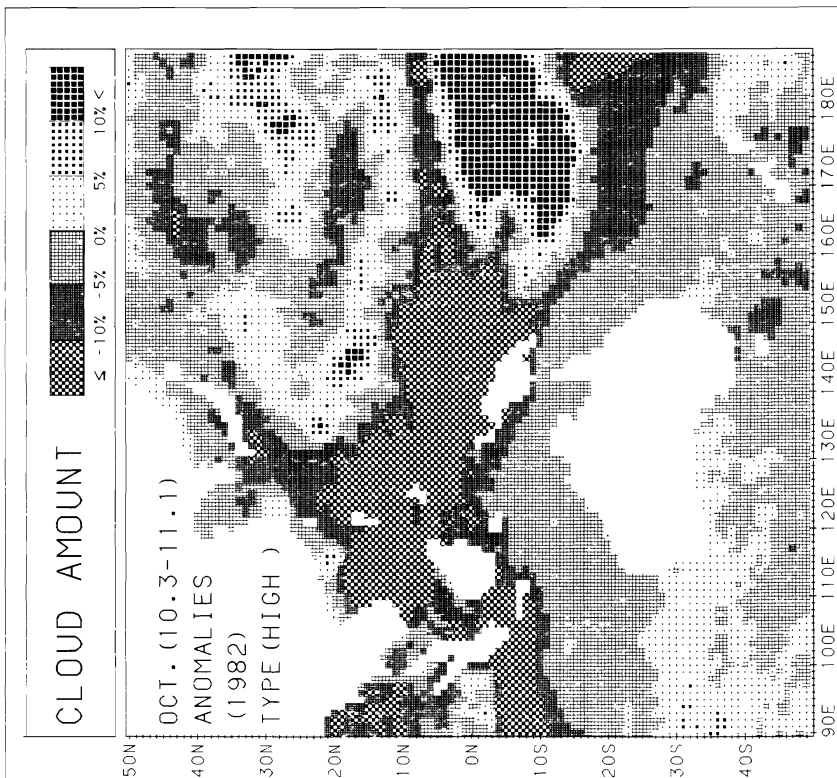 CLOUD AMOUNT
≤ -10% -5% 0% 5% 10% <
OCT.(10.3-11.1)
ANOMALIES
(1982)
TYPE(HIGH )
50N
40N
30N
20N
10N
0N
10S
20S
30S
40S
90E 100E 110E 120E 130E 140E 150E 160E 170E 180E